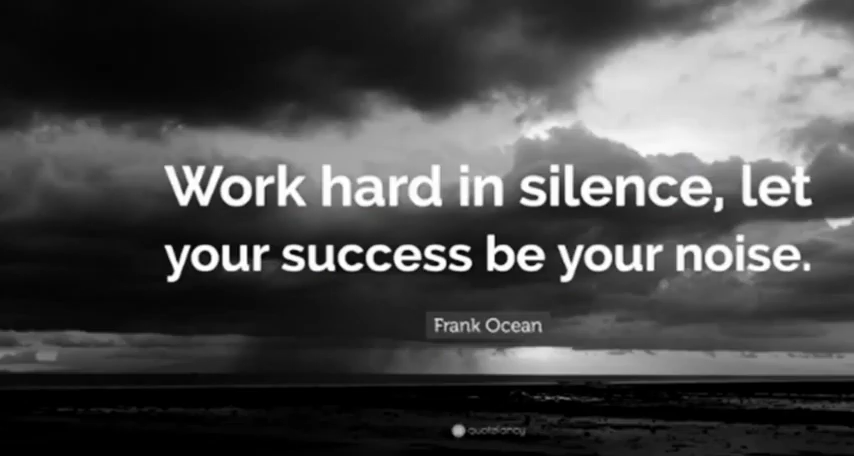 Work hard in silence, let
your success be your noise.
Frank Ocean
quotefancy